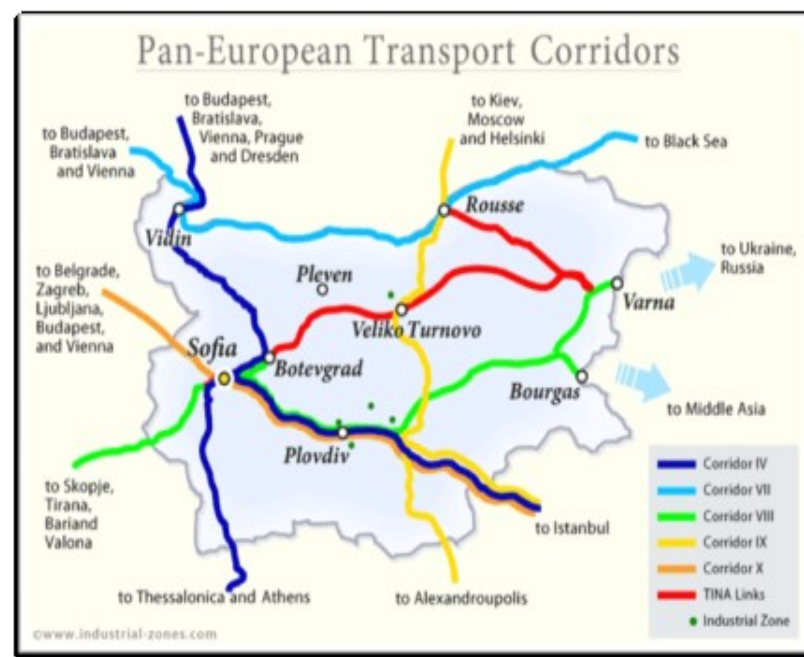 Pan-European Transport Corridors
to Budapest,
Bratislava,
Vienna, Prague
and Dresden
to Kiev,
Moscow
and Helsinki
to Budapest,
Bratislava
and Vienna
to Black Sea
Rousse
Vidin
to Ukraine,
Russia
to Belgrade,
Zagreb,
Ljubljana,
Budapest,
and Vienna
Pleven
Varna
Veliko Turnovo
Sofia
Botevgrad
Bourgas
to Middle Asia
Plovdiv
to Skopje,
Tirana,
Bariand
Valona
to Istanbul
to Thessalonica and Athens
to Alexandroupolis
Corridor IV
Corridor VII
Corridor VIII
Corridor IX
Corridor X
TINA Links
Industrial Zone
©www.industrial-zones.com